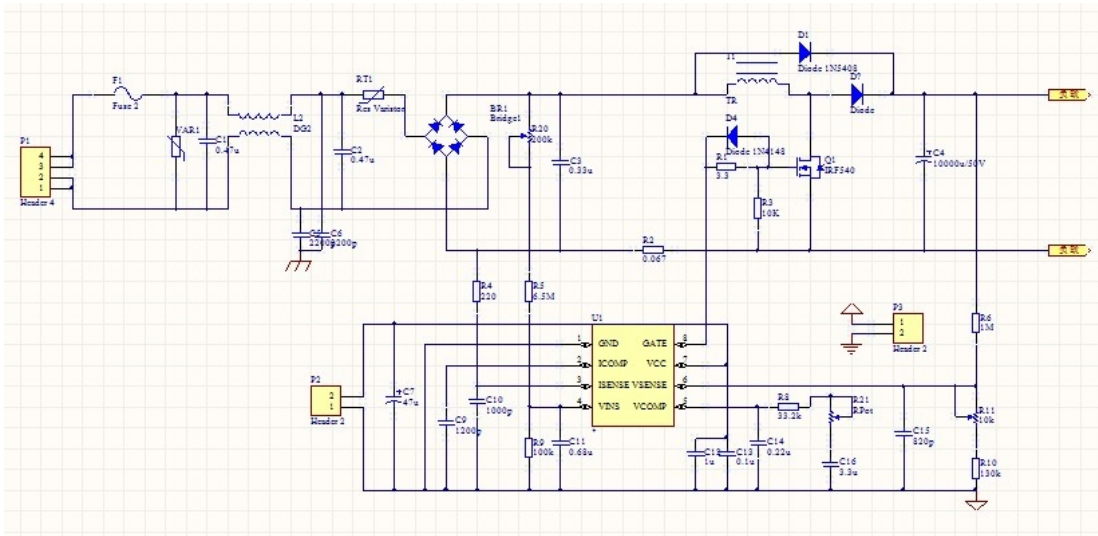 D1
T1
Diode 1N5408
F1
Fuse 2
RT1
Res Varistor
D7
Diode
TR
负载
L2
DG2
BR1
Bridge1
R20
200k
D4
Diode 1N4148
VAR1
C1
0.47u
C2
0.47u
C3
0.33u
R1
3.3
Q1
IRF540
C4
10000u/50V
P1
4
3
2
1
Header 4
R3
10K
C6
2200p
R2
0.067
负载
R4
220
R5
6.5M
U1
P3
1
2
Header 2
R6
1M
1 GND GATE 8
2 ICOMP VCC 7
3 ISENSE VSENSE 6
4 VINS VCOMP 5
P2
2
1
Header 2
C7
47u
C10
1000p
C9
1200p
R8
33.2k
R21
RPot
R11
10k
R9
100k
C11
0.68u
C12
1u
C13
0.1u
C14
0.22u
C16
3.3u
C15
820p
R10
130k